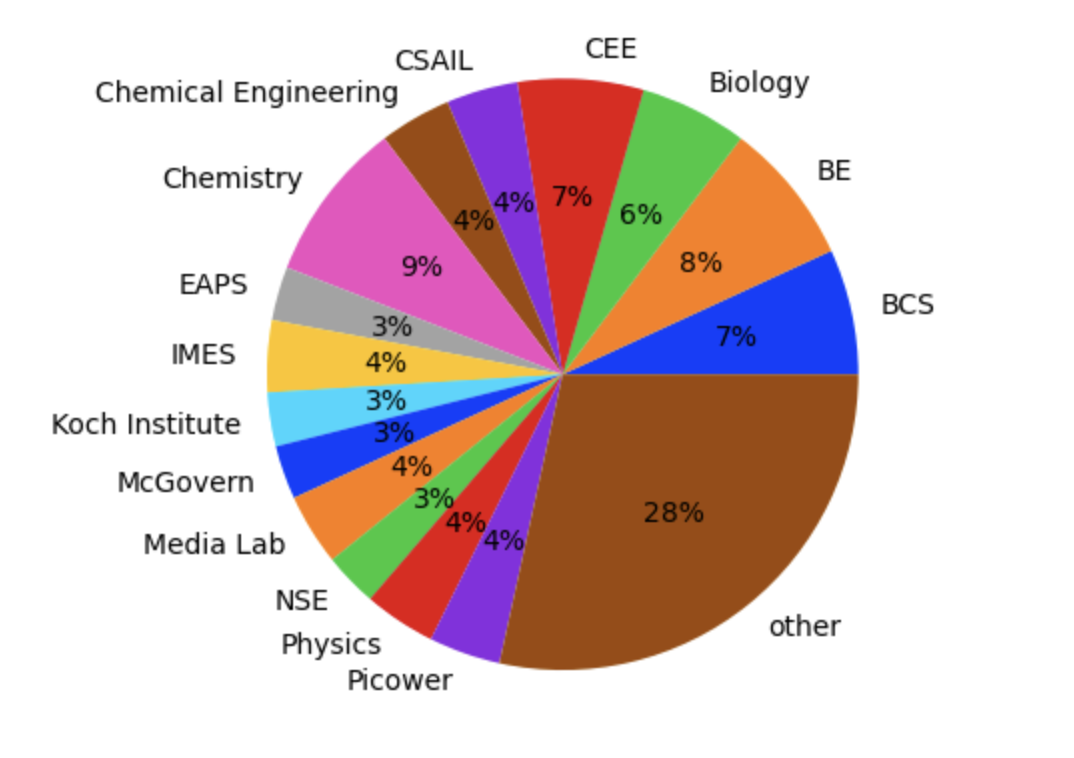 CEE
CSAIL
Biology
Chemical Engineering
BE
Chemistry
7%
4%
6%
4%
8%
9%
EAPS
BCS
3%
7%
IMES
4%
3%
Koch Institute
3%
4%
McGovern
3%
28%
4%
Media Lab
4%
NSE
other
Physics
Picower